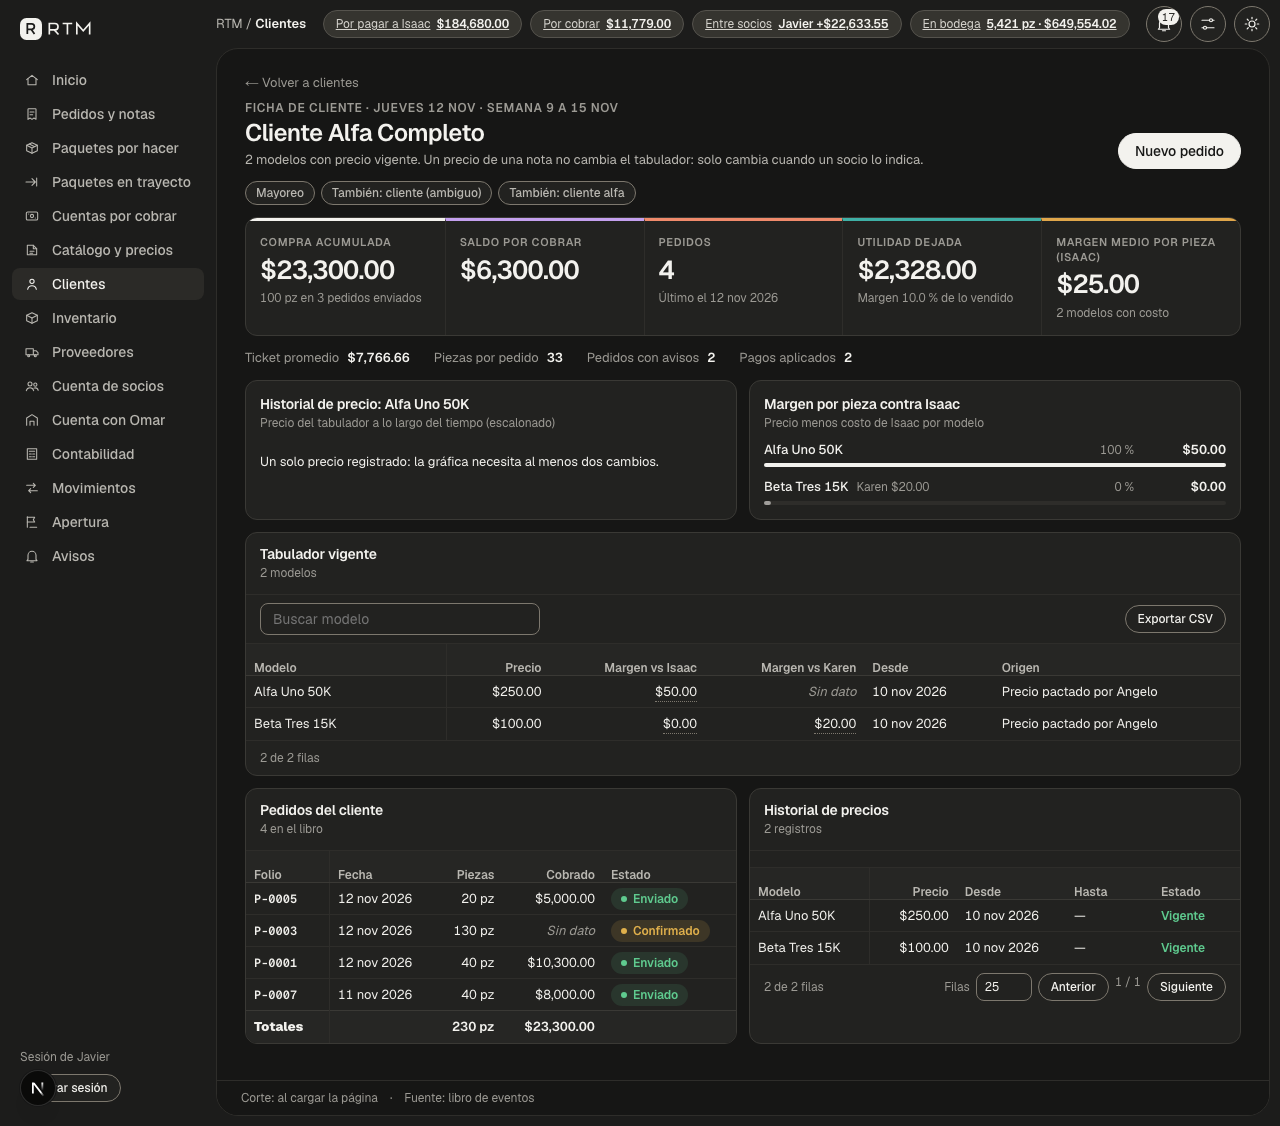 R RTM
RTM / Clientes
Por pagar a Isaac $184,680.00
Por cobrar $11,779.00
Entre socios Javier +$22,633.55
En bodega 5,421 pz · $649,554.02
17
Inicio
Pedidos y notas
Paquetes por hacer
Paquetes en trayecto
Cuentas por cobrar
Catálogo y precios
Clientes
Inventario
Proveedores
Cuenta de socios
Cuenta con Omar
Contabilidad
Movimientos
Apertura
Avisos
Sesión de Javier
N
ar sesión
← Volver a clientes
FICHA DE CLIENTE · JUEVES 12 NOV · SEMANA 9 A 15 NOV
Cliente Alfa Completo
2 modelos con precio vigente. Un precio de una nota no cambia el tabulador: solo cambia cuando un socio lo indica.
Nuevo pedido
Mayoreo
También: cliente (ambiguo)
También: cliente alfa
COMPRA ACUMULADA
$23,300.00
100 pz en 3 pedidos enviados
SALDO POR COBRAR
$6,300.00
PEDIDOS
4
Último el 12 nov 2026
UTILIDAD DEJADA
$2,328.00
Margen 10.0 % de lo vendido
MARGEN MEDIO POR PIEZA
(ISAAC)
$25.00
2 modelos con costo
Ticket promedio $7,766.66
Piezas por pedido 33
Pedidos con avisos 2
Pagos aplicados 2
Historial de precio: Alfa Uno 50K
Precio del tabulador a lo largo del tiempo (escalonado)
Un solo precio registrado: la gráfica necesita al menos dos cambios.
Margen por pieza contra Isaac
Precio menos costo de Isaac por modelo
Alfa Uno 50K 100 % $50.00
Beta Tres 15K Karen $20.00 0 % $0.00
Tabulador vigente
2 modelos
Buscar modelo
Exportar CSV
Modelo Precio Margen vs Isaac Margen vs Karen Desde Origen
Alfa Uno 50K $250.00 $50.00 Sin dato 10 nov 2026 Precio pactado por Angelo
Beta Tres 15K $100.00 $0.00 $20.00 10 nov 2026 Precio pactado por Angelo
2 de 2 filas
Pedidos del cliente
4 en el libro
Folio Fecha Piezas Cobrado Estado
P-0005 12 nov 2026 20 pz $5,000.00 Enviado
P-0003 12 nov 2026 130 pz Sin dato Confirmado
P-0001 12 nov 2026 40 pz $10,300.00 Enviado
P-0007 11 nov 2026 40 pz $8,000.00 Enviado
Totales 230 pz $23,300.00
Historial de precios
2 registros
Modelo Precio Desde Hasta Estado
Alfa Uno 50K $250.00 10 nov 2026 — Vigente
Beta Tres 15K $100.00 10 nov 2026 — Vigente
2 de 2 filas Filas 25 Anterior 1 / 1 Siguiente
Corte: al cargar la página · Fuente: libro de eventos